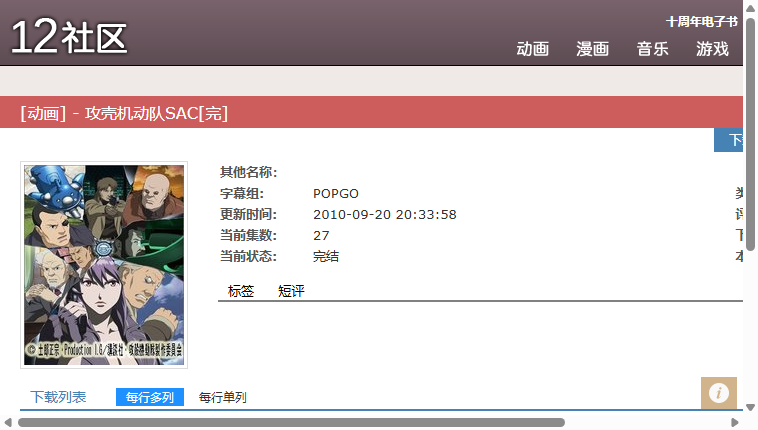 12社区
十周年电子书
动画 漫画 音乐 游戏
[动画] - 攻壳机动队SAC[完]
下
其他名称:
字幕组: POPGO
更新时间: 2010-09-20 20:33:58
当前集数: 27
当前状态: 完结
标签 短评
© 士郎正宗・Production I.G/講談社・攻殻機動隊製作委員会
下载列表 每行多列 每行单列